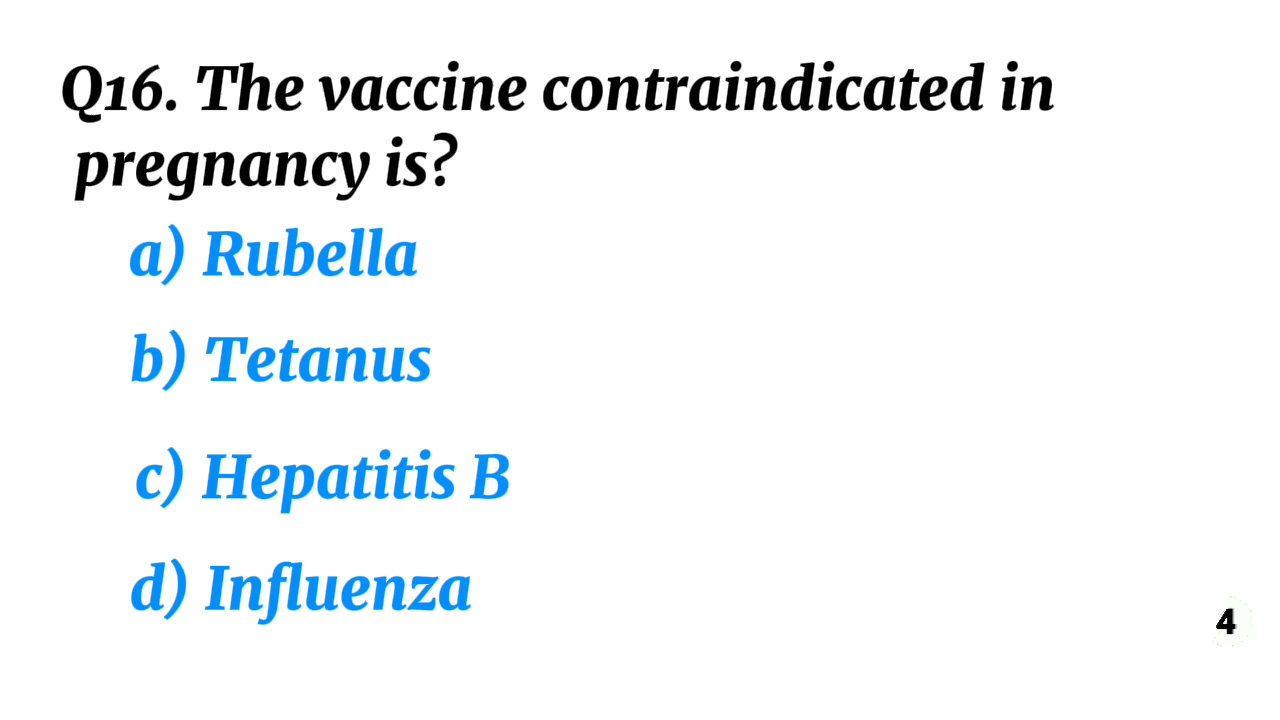 Q16. The vaccine contraindicated in
pregnancy is?
a) Rubella
b) Tetanus
c) Hepatitis B
d) Influenza
4